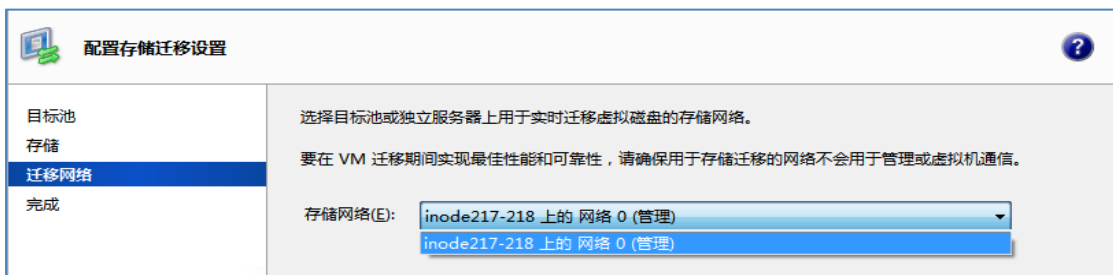 配置存储迁移设置
?
目标池
存储
迁移网络
完成
选择目标池或独立服务器上用于实时迁移虚拟磁盘的存储网络。
要在 VM 迁移期间实现最佳性能和可靠性，请确保用于存储迁移的网络不会用于管理或虚拟机通信。
存储网络(E): inode217-218 上的 网络 0 (管理)
inode217-218 上的 网络 0 (管理)